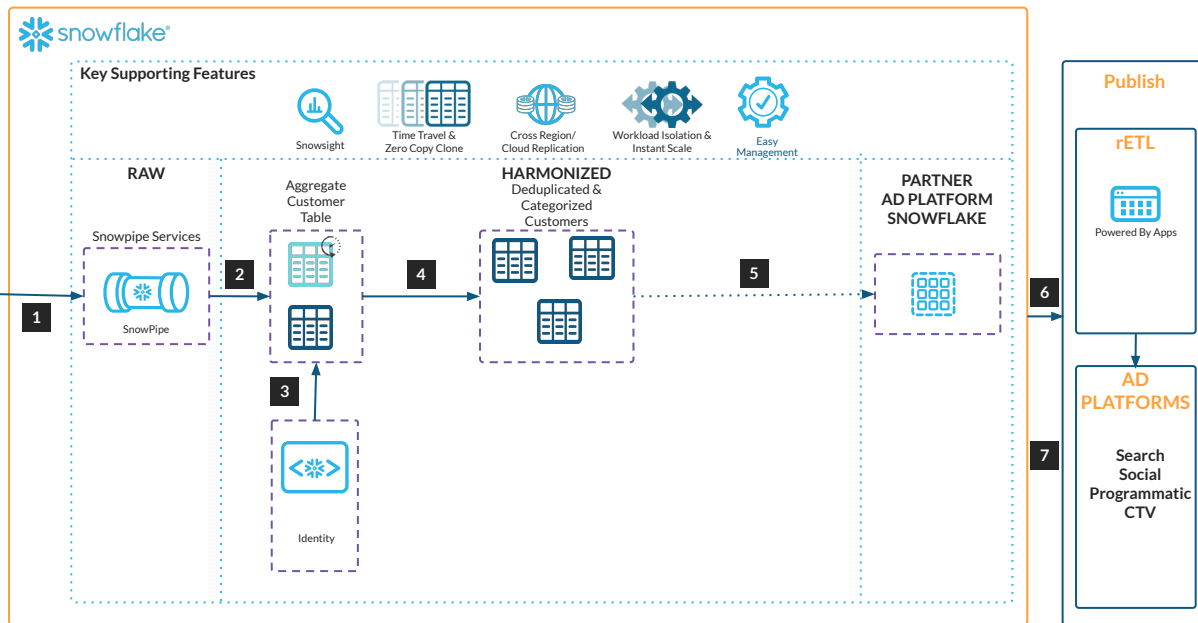 snowflake®
Key Supporting Features
Snowsight
Time Travel &
Zero Copy Clone
Cross Region/
Cloud Replication
Workload Isolation &
Instant Scale
Easy
Management
RAW
Snowpipe Services
SnowPipe
1
2
Aggregate
Customer
Table
3
Identity
4
HARMONIZED
Deduplicated &
Categorized
Customers
5
PARTNER
AD PLATFORM
SNOWFLAKE
6
7
Publish
rETL
Powered By Apps
AD
PLATFORMS
Search
Social
Programmatic
CTV